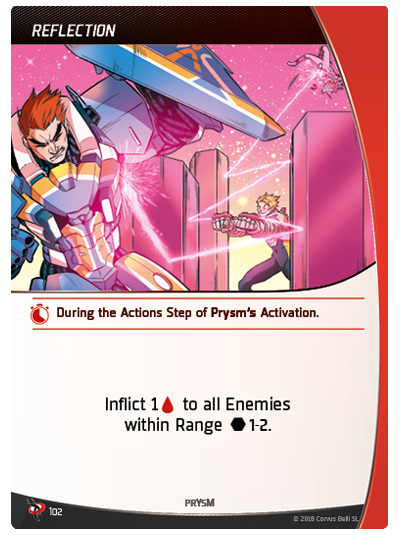 REFLECTION
During the Actions Step of Prysm's Activation.
Inflict 1 to all Enemies
within Range 1-2.
102
PRYSM
© 2018 Corvus Belli SL